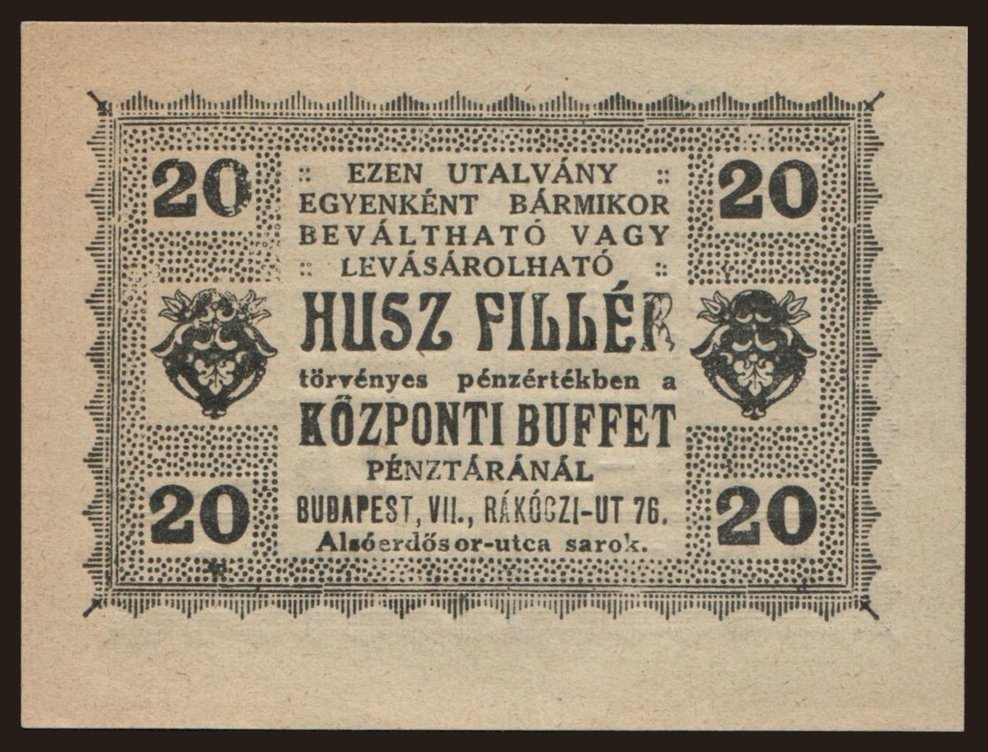 20 :: EZEN UTALVÁNY :: 20
EGYENKÉNT BÁRMIKOR
BEVÁLTHATÓ VAGY
:: LEVÁSÁROLHATÓ ::
HUSZ FILLÉR
törvényes pénzértékben a
KÖZPONTI BUFFET
PÉNZTÁRÁNÁL
20 BUDAPEST, VII., RÁKÓCZI-UT 76. 20
Alsóerdősor-utca sarok.